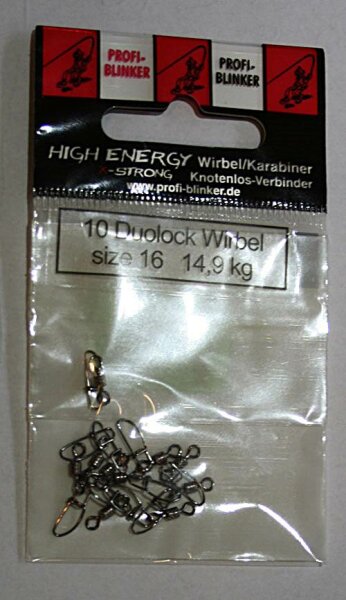 PROFI-
BLINKER
PROFI-
BLINKER
HIGH ENERGY Wirbel/Karabiner
X-STRONG Knotenlos-Verbinder
www.profi-blinker.de
10 Duolock Wirbel
size 16 14,9 kg